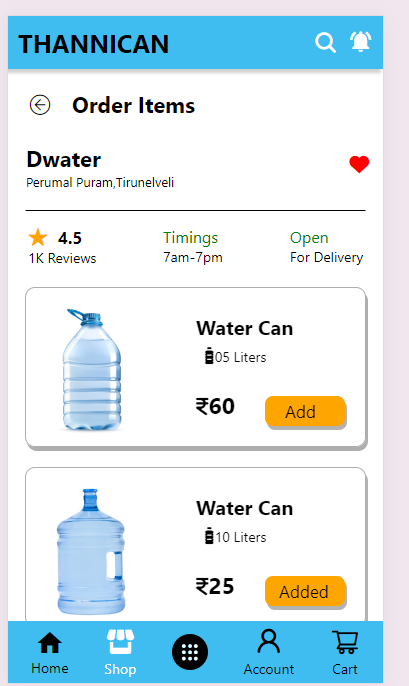 THANNICAN
Order Items
Dwater
Perumal Puram,Tirunelveli
4.5 Timings Open
1K Reviews 7am-7pm For Delivery
Water Can
05 Liters
₹60 Add
Water Can
10 Liters
₹25 Added
Home Shop Account Cart